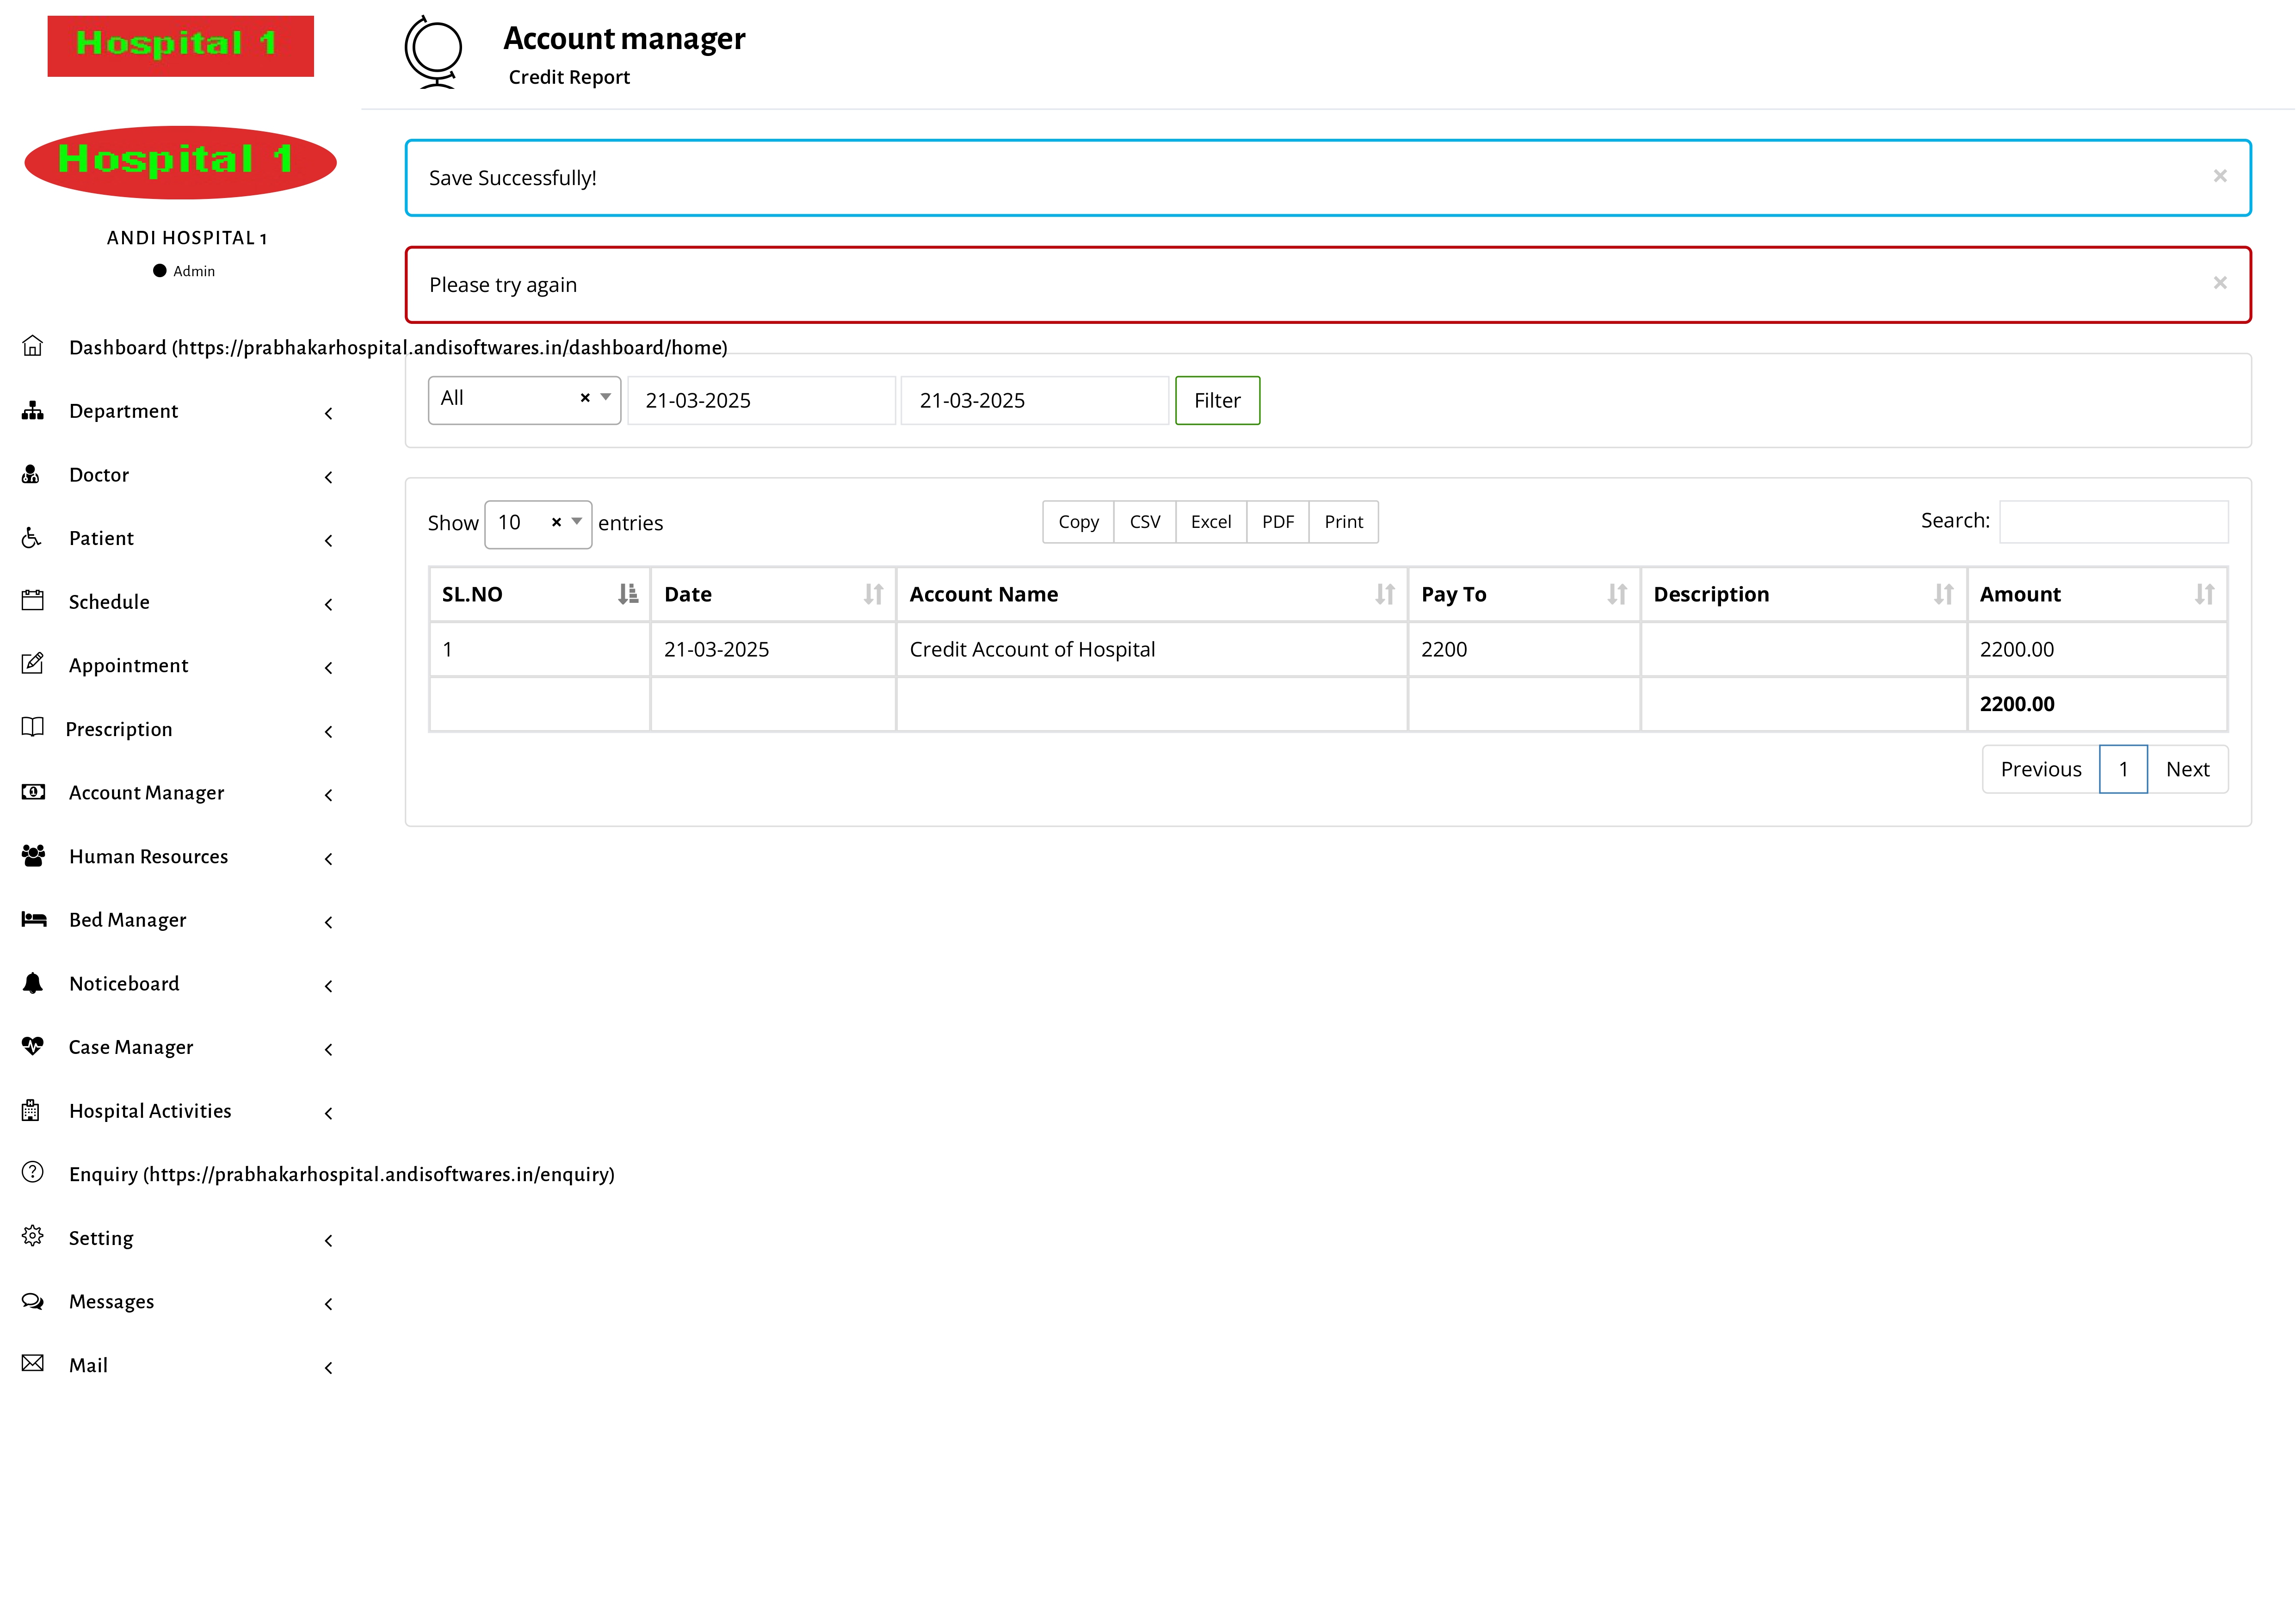 Hospital 1
Hospital 1
ANDI HOSPITAL 1
Admin
Dashboard (https://prabhakarhospital.andisoftwares.in/dashboard/home)
Department
Doctor
Patient
Schedule
Appointment
Prescription
Account Manager
Human Resources
Bed Manager
Noticeboard
Case Manager
Hospital Activities
Enquiry (https://prabhakarhospital.andisoftwares.in/enquiry)
Setting
Messages
Mail
Account manager
Credit Report
Save Successfully! ×
Please try again ×
All × 21-03-2025 21-03-2025 Filter
Show 10 × entries Copy CSV Excel PDF Print Search:
SL.NO Date Account Name Pay To Description Amount
1 21-03-2025 Credit Account of Hospital 2200 2200.00
2200.00
Previous 1 Next